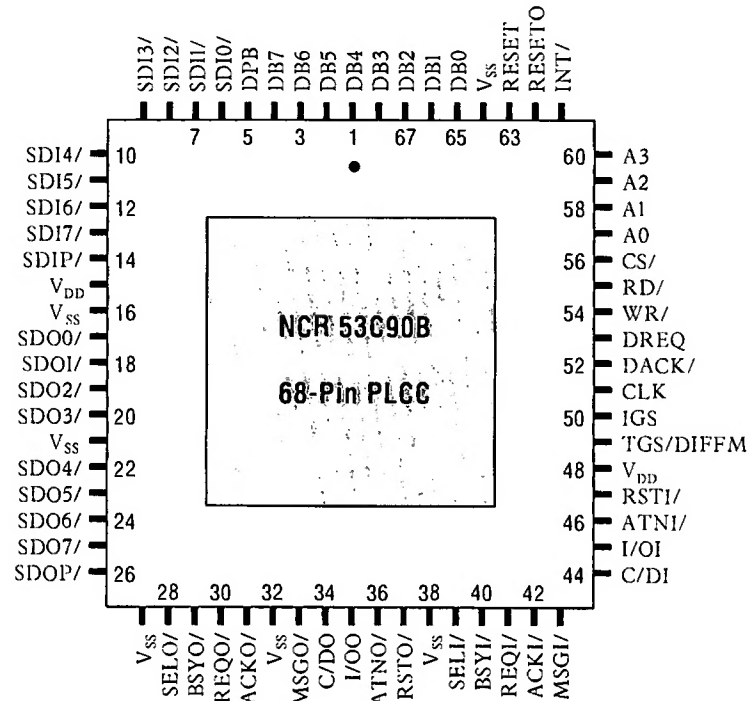 SDI3/ SDI2/ SDI1/ SDI0/ DPB DB7 DB6 DB5 DB4 DB3 DB2 DB1 DB0 VSS RESET RESETO INT/
7 5 3 1 67 65 63
SDI4/ 10 60 A3
SDI5/ A2
SDI6/ 12 58 A1
SDI7/ A0
SDIP/ 14 56 CS/
VDD RD/
VSS 16 54 WR/
SDO0/ DREQ
SDO1/ 18 52 DACK/
SDO2/ CLK
SDO3/ 20 50 IGS
VSS TGS/DIFFM
SDO4/ 22 48 VDD
SDO5/ RSTI/
SDO6/ 24 46 ATNI/
SDO7/ I/OI
SDOP/ 26 44 C/DI
NCR 53C90B
68-Pin PLCC
28 30 32 34 36 38 40 42
VSS SELO/ BSYO/ REQO/ ACKO/ VSS MSGO/ C/DO I/OO ATNO/ RSTO/ VSS SELI/ BSYI/ REQI/ ACKI/ MSGI/